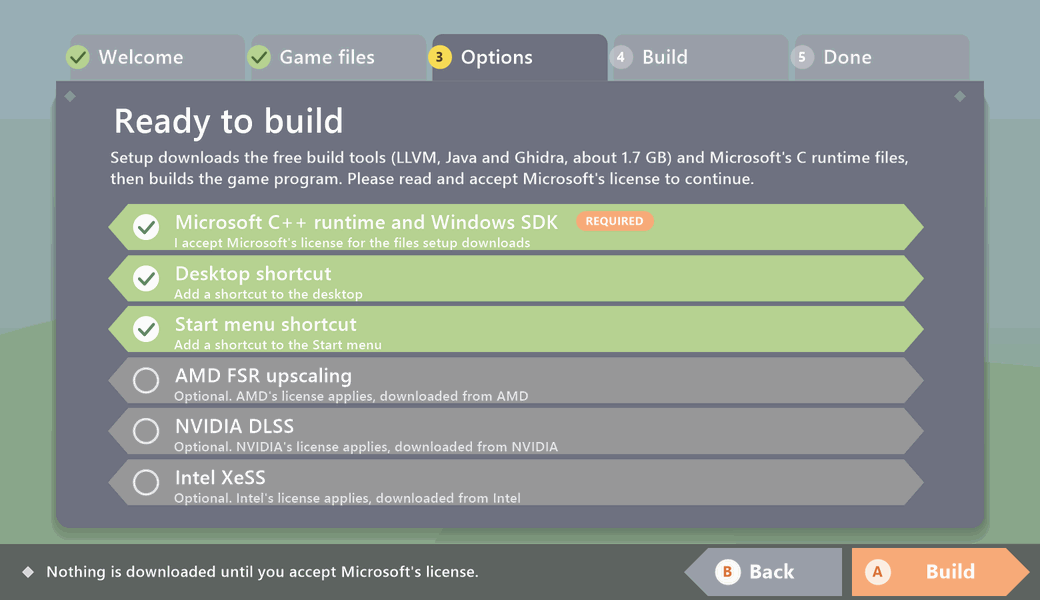 Welcome
Game files
3 Options
4 Build
5 Done
Ready to build
Setup downloads the free build tools (LLVM, Java and Ghidra, about 1.7 GB) and Microsoft's C runtime files,
then builds the game program. Please read and accept Microsoft's license to continue.
Microsoft C++ runtime and Windows SDK REQUIRED
I accept Microsoft's license for the files setup downloads
Desktop shortcut
Add a shortcut to the desktop
Start menu shortcut
Add a shortcut to the Start menu
AMD FSR upscaling
Optional. AMD's license applies, downloaded from AMD
NVIDIA DLSS
Optional. NVIDIA's license applies, downloaded from NVIDIA
Intel XeSS
Optional. Intel's license applies, downloaded from Intel
Nothing is downloaded until you accept Microsoft's license.
B Back
A Build